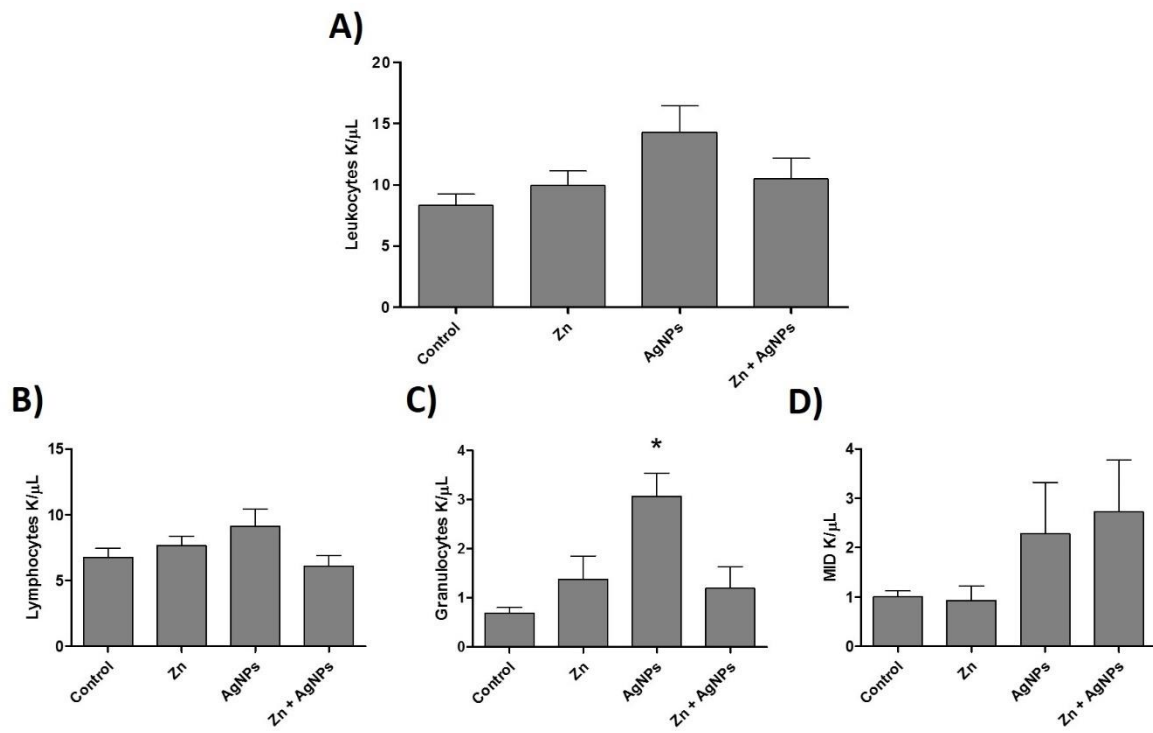 A)
Leukocytes K/μL
20
15
10
5
0
Control
Zn
AgNPs
Zn + AgNPs
B)
Lymphocytes K/μL
15
10
5
0
Control
Zn
AgNPs
Zn + AgNPs
C)
Granulocytes K/μL
4
3
2
1
0
*
Control
Zn
AgNPs
Zn + AgNPs
D)
MID K/μL
4
3
2
1
0
Control
Zn
AgNPs
Zn + AgNPs